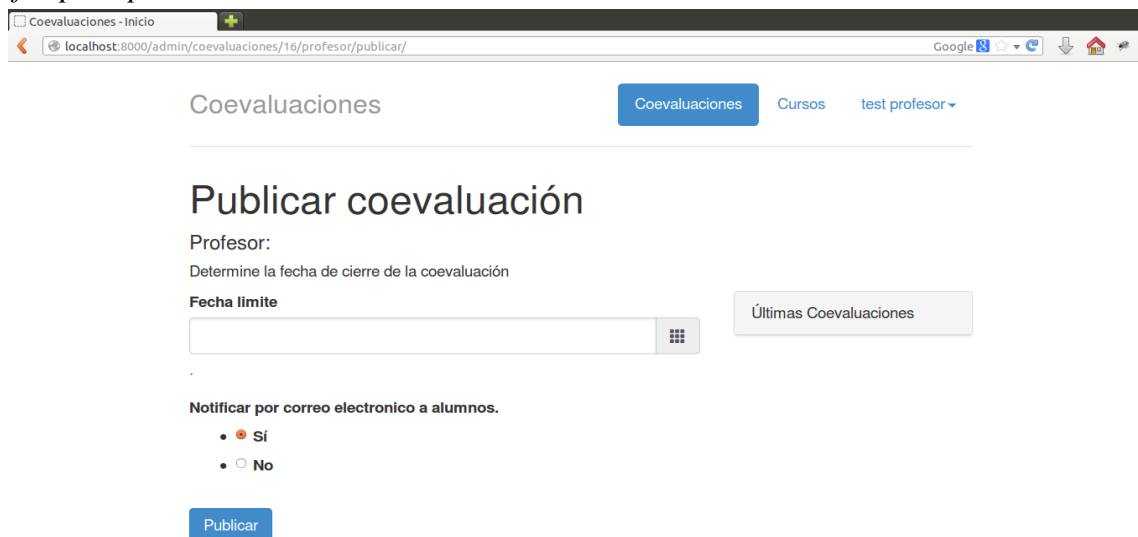 Coevaluaciones - Inicio
localhost:8000/admin/coevaluaciones/16/profesor/publicar/
Google
Coevaluaciones
Coevaluaciones
Cursos
test profesor
Publicar coevaluación
Profesor:
Determine la fecha de cierre de la coevaluación
Fecha limite
Últimas Coevaluaciones
.
Notificar por correo electronico a alumnos.
Sí
No
Publicar